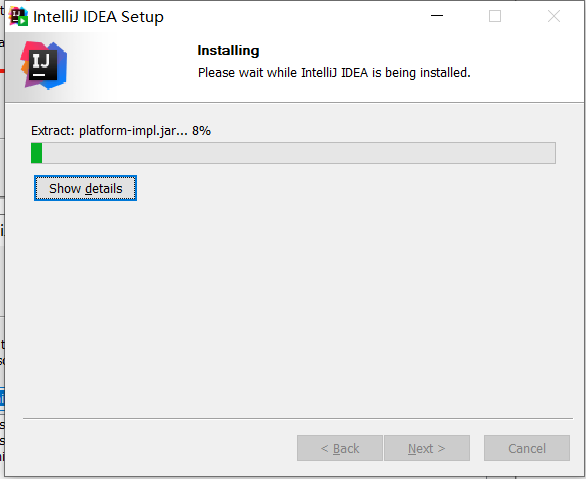 IntelliJ IDEA Setup
IJ
Installing
Please wait while IntelliJ IDEA is being installed.
Extract: platform-impl.jar... 8%
Show details
< Back
Next >
Cancel